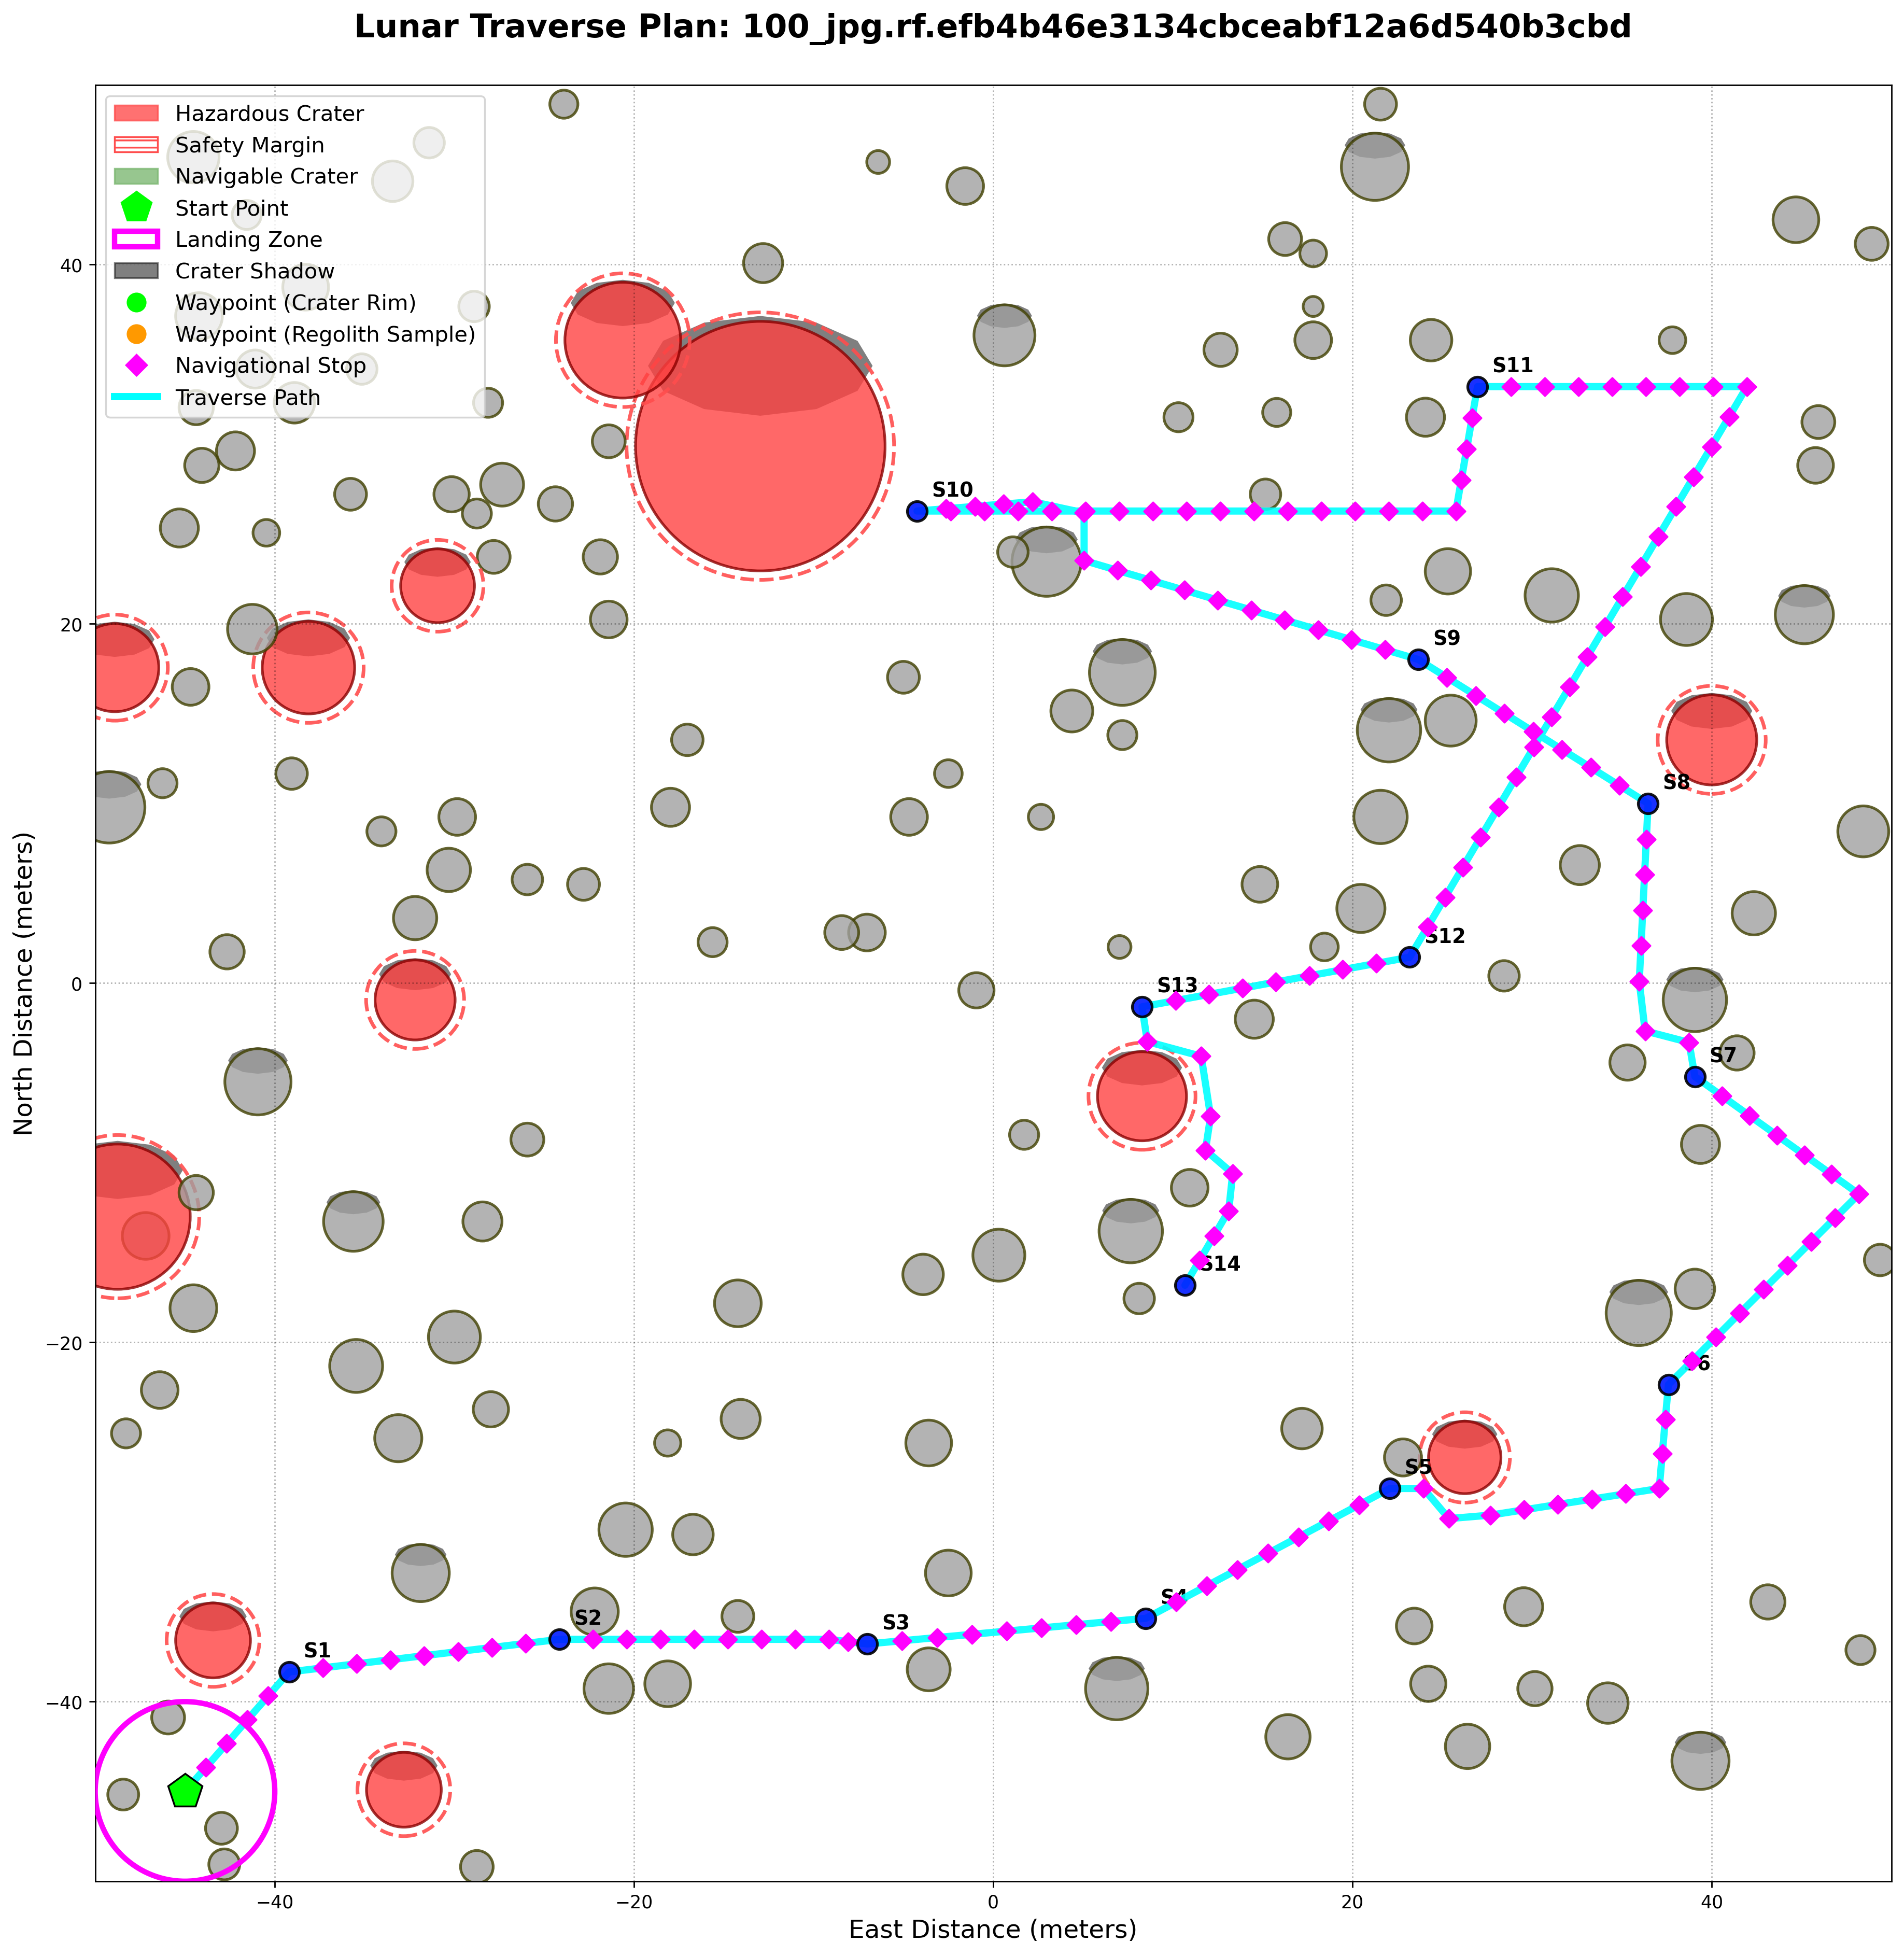 Lunar Traverse Plan: 100_jpg.rf.efb4b46e3134cbceabf12a6d540b3cbd
Hazardous Crater
Safety Margin
Navigable Crater
Start Point
Landing Zone
Crater Shadow
Waypoint (Crater Rim)
Waypoint (Regolith Sample)
Navigational Stop
Traverse Path
S11
S10
S9
S8
S12
S13
S7
S14
S6
S5
S4
S2
S3
S1
40
20
0
−20
−40
−40
−20
0
20
40
North Distance (meters)
East Distance (meters)